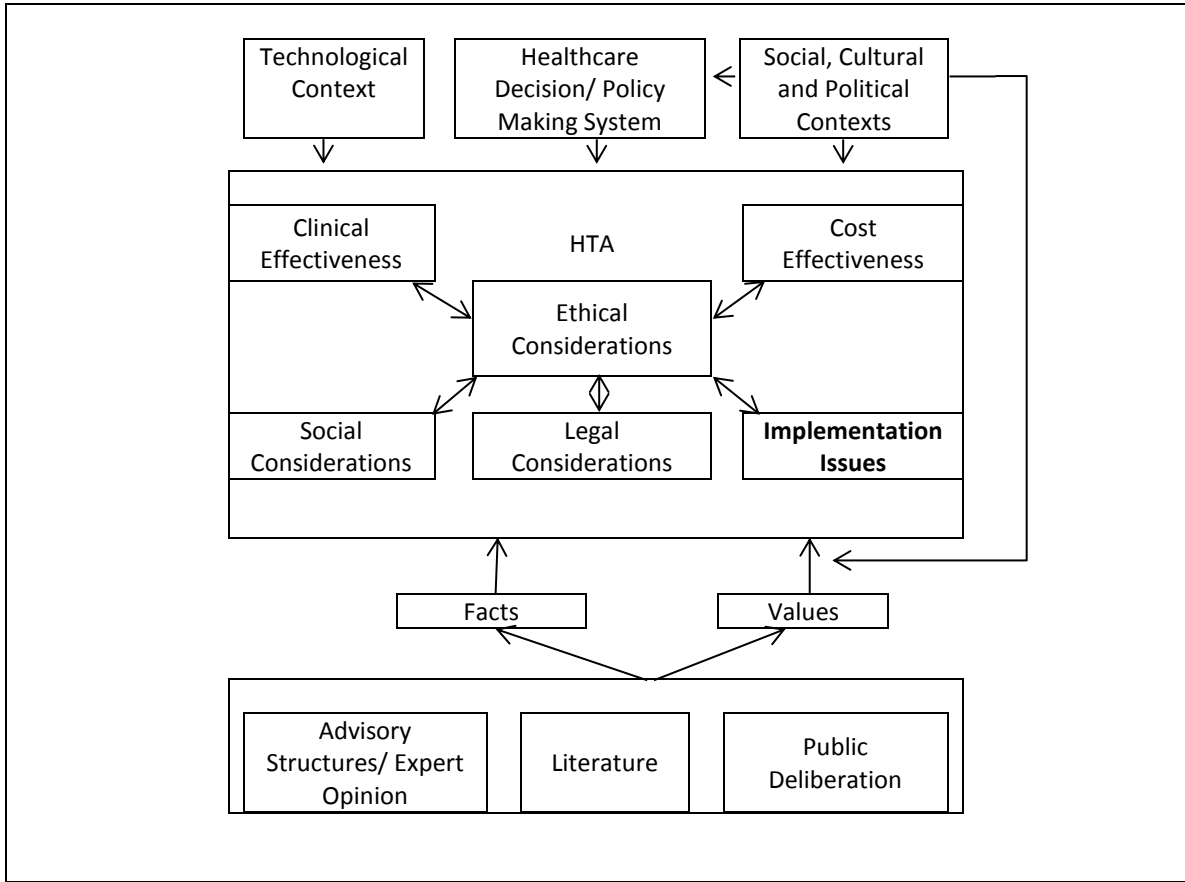 Technological
Context
Healthcare
Decision/ Policy
Making System
Social, Cultural
and Political
Contexts
Clinical
Effectiveness
HTA
Cost
Effectiveness
Ethical
Considerations
Social
Considerations
Legal
Considerations
Implementation
Issues
Facts
Values
Advisory
Structures/ Expert
Opinion
Literature
Public
Deliberation